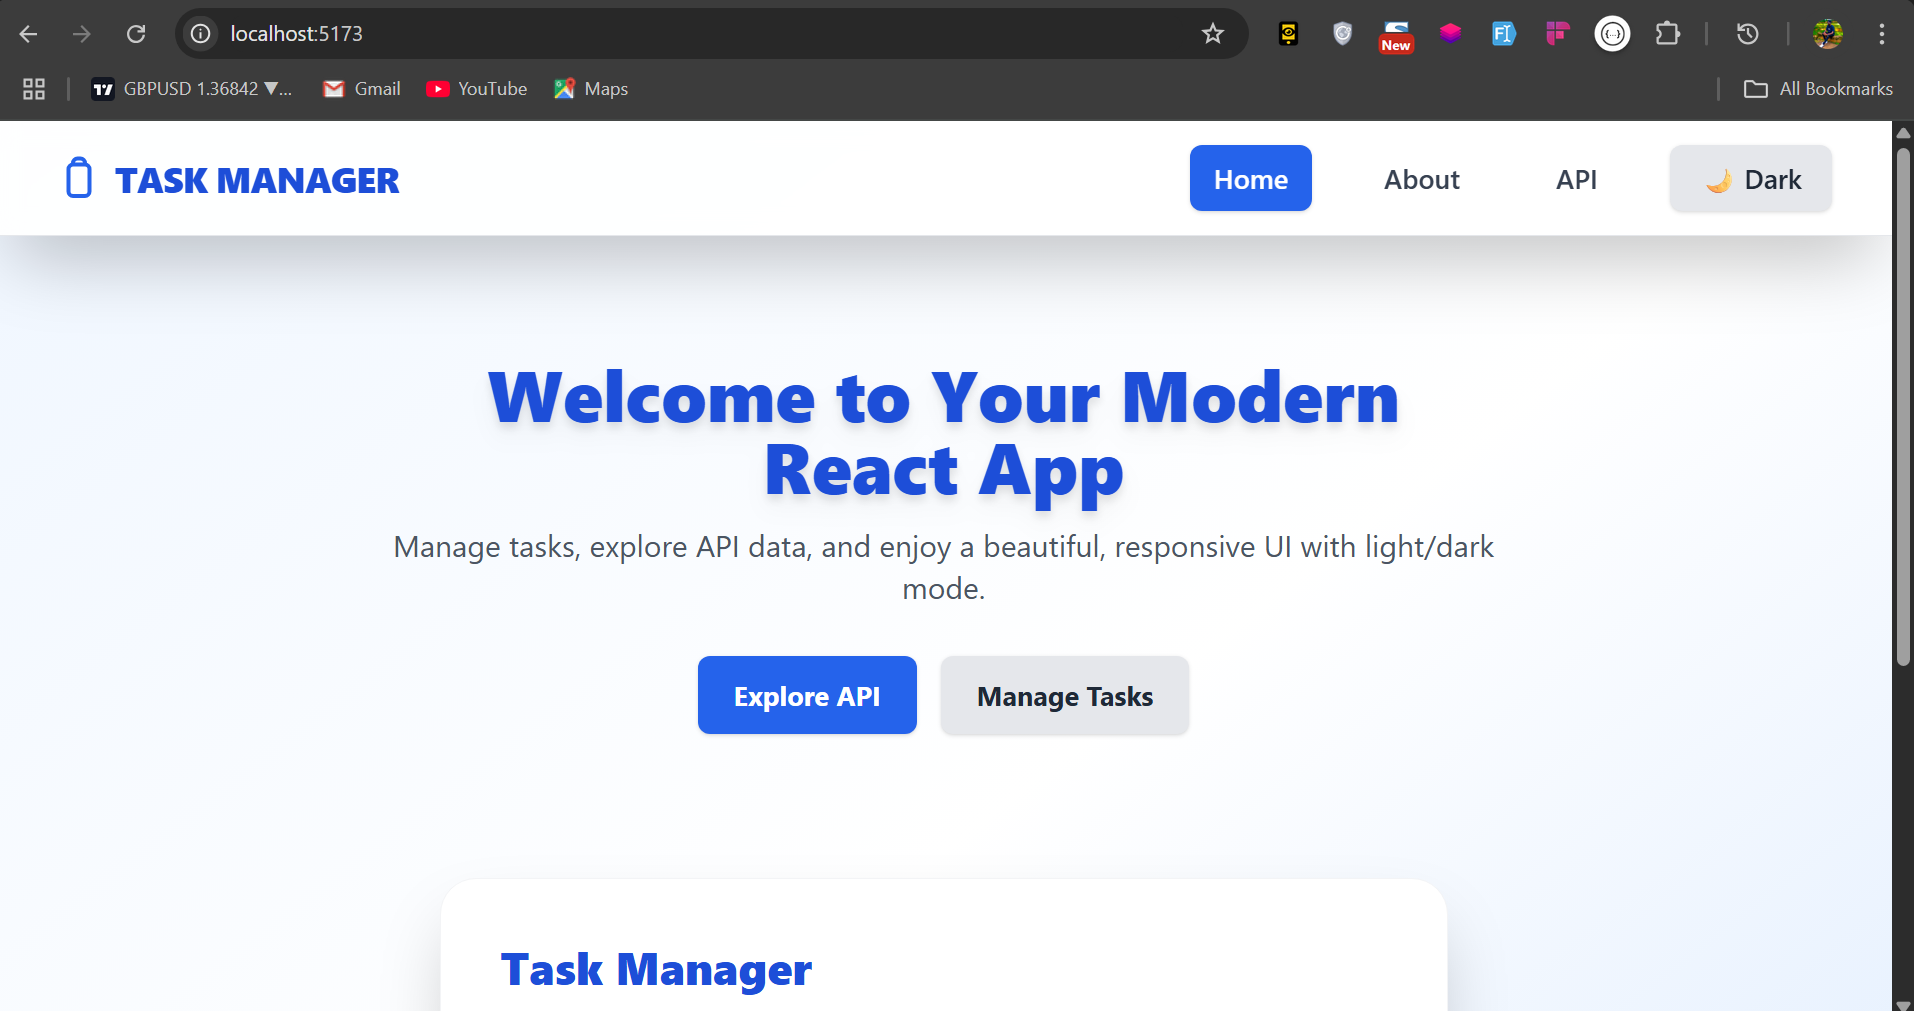 localhost:5173
New
GBPUSD 1.36842 ▼...
Gmail
YouTube
Maps
All Bookmarks
TASK MANAGER
Home
About
API
🌙 Dark
Welcome to Your Modern
React App
Manage tasks, explore API data, and enjoy a beautiful, responsive UI with light/dark
mode.
Explore API
Manage Tasks
Task Manager